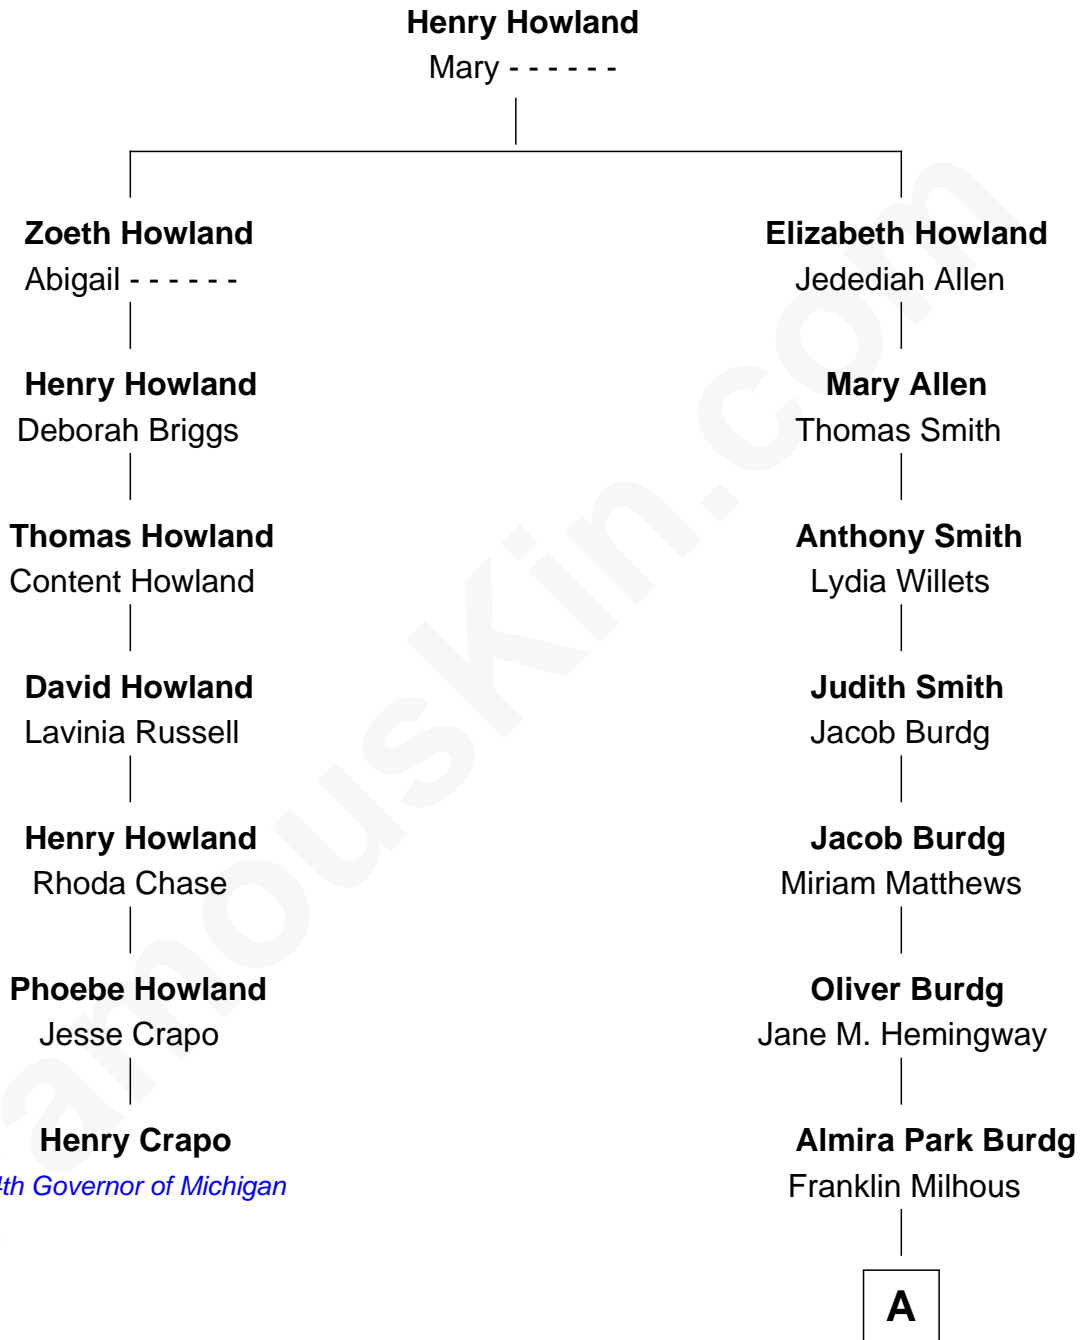 Henry Howland
Mary - - - - - -
Zoeth Howland
Abigail - - - - - -
Elizabeth Howland
Jedediah Allen
Henry Howland
Deborah Briggs
Mary Allen
Thomas Smith
Thomas Howland
Content Howland
Anthony Smith
Lydia Willets
David Howland
Lavinia Russell
Judith Smith
Jacob Burdg
Henry Howland
Rhoda Chase
Jacob Burdg
Miriam Matthews
Phoebe Howland
Jesse Crapo
Oliver Burdg
Jane M. Hemingway
Henry Crapo
4th Governor of Michigan
Almira Park Burdg
Franklin Milhous
A
amouskin.com